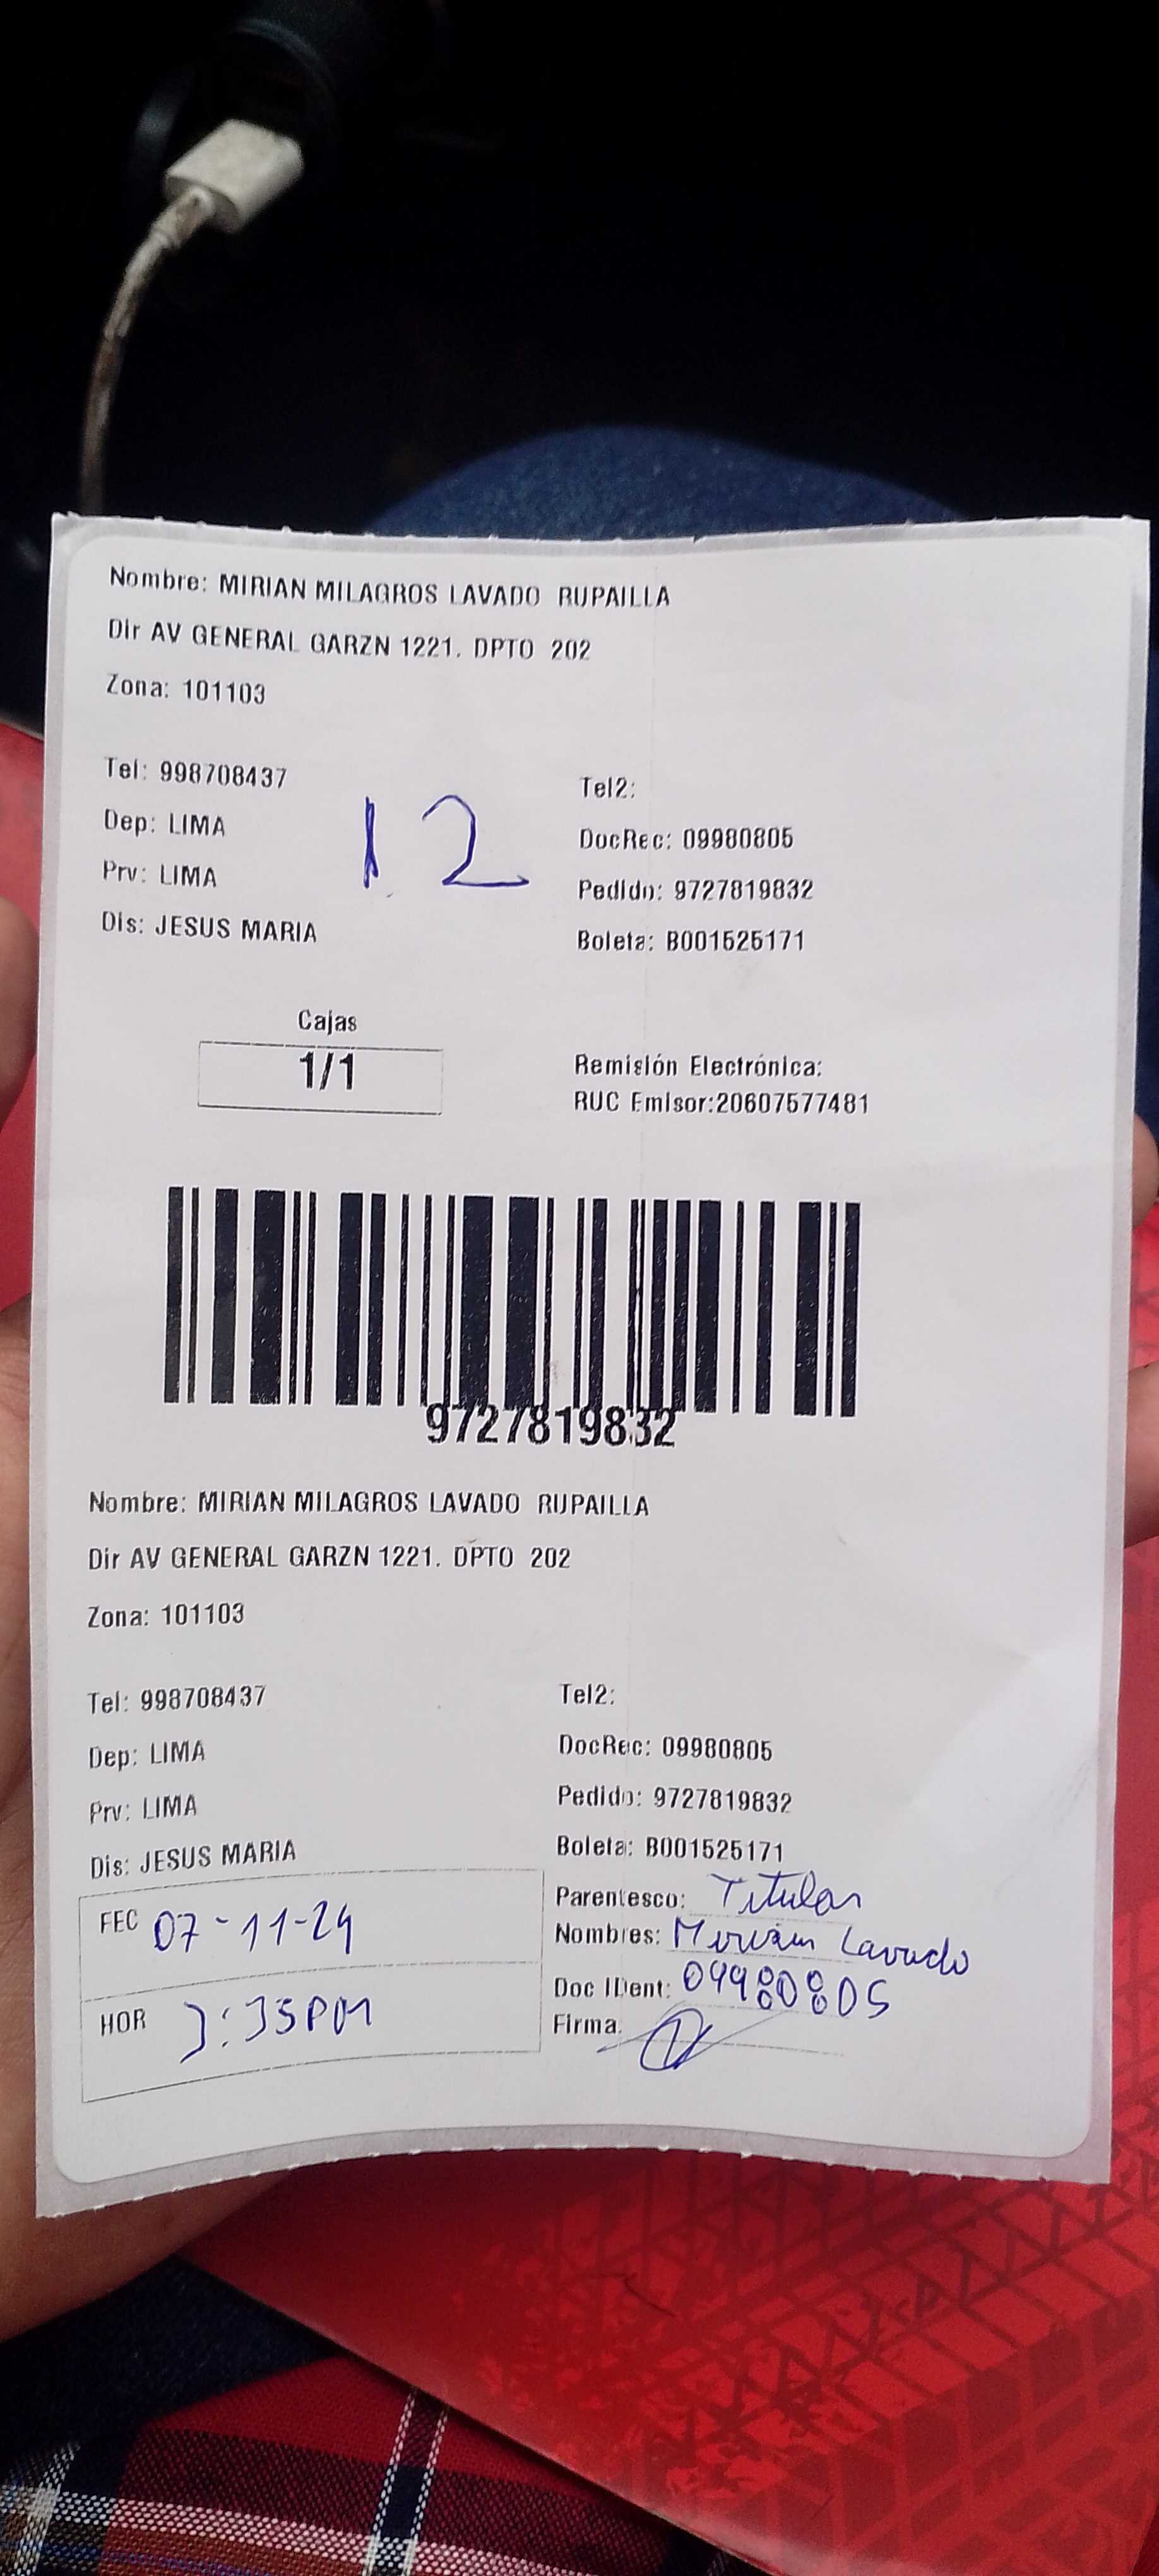 Nombre: MIRIAN MILAGROS LAVADO RUPAILLA
Dir AV GENERAL GARZN 1221. DPTO 202
Zona: 101103
Tel: 998708437
Tel2:
Dep: LIMA
DocRec: 09980805
Prv: LIMA
Pedido: 9727819832
Dis: JESUS MARIA
Boleta: B001525171
12
Cajas
1/1
Remisión Electrónica:
RUC Emisor:20607577481
9727819832
Nombre: MIRIAN MILAGROS LAVADO RUPAILLA
Dir AV GENERAL GARZN 1221. DPTO 202
Zona: 101103
Tel: 998708437
Tel2:
Dep: LIMA
DocRec: 09980805
Prv: LIMA
Pedido: 9727819832
Dis: JESUS MARIA
Boleta: B001525171
FEC 07-11-24
Parentesco: Titular
Nombres: Mirian Lavado
HOR
Doc IDent: 09980805
Firma: